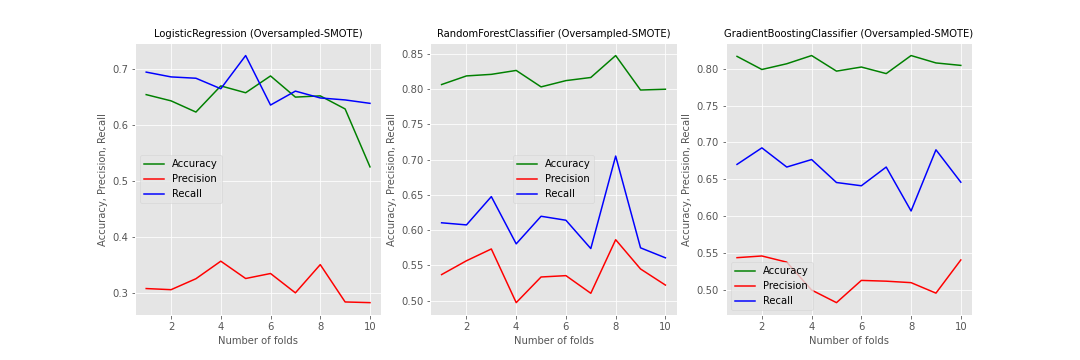 LogisticRegression (Oversampled-SMOTE)
Accuracy, Precision, Recall
0.7
0.6
0.5
0.4
0.3
Accuracy
Precision
Recall
2 4 6 8 10
Number of folds
RandomForestClassifier (Oversampled-SMOTE)
Accuracy, Precision, Recall
0.85
0.80
0.75
0.70
0.65
0.60
0.55
0.50
Accuracy
Precision
Recall
2 4 6 8 10
Number of folds
GradientBoostingClassifier (Oversampled-SMOTE)
Accuracy, Precision, Recall
0.80
0.75
0.70
0.65
0.60
0.55
0.50
Accuracy
Precision
Recall
2 4 6 8 10
Number of folds